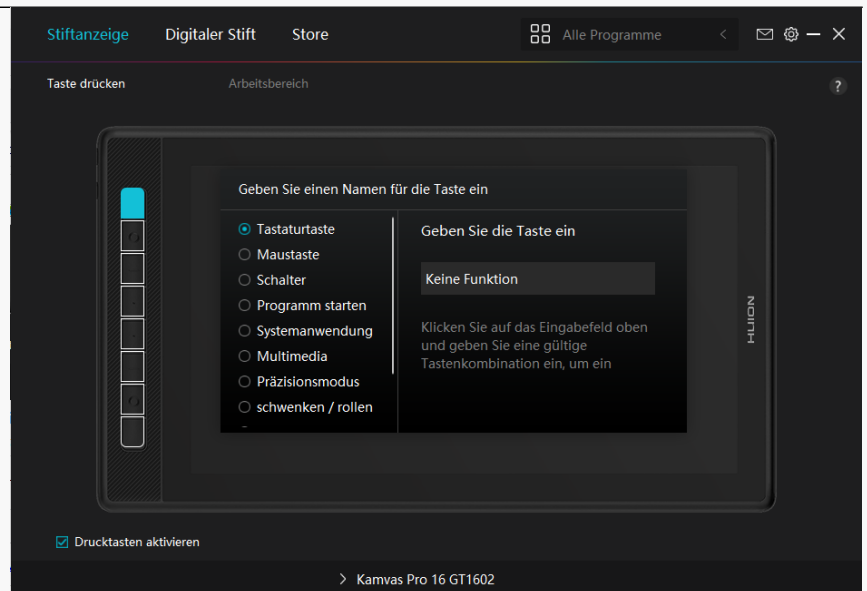 Stiftanzeige Digitaler Stift Store Alle Programme
Taste drücken Arbeitsbereich ?
Geben Sie einen Namen für die Taste ein
Tastaturtaste
Maustaste
Schalter
Programm starten
Systemanwendung
Multimedia
Präzisionsmodus
schwenken / rollen
Geben Sie die Taste ein
Keine Funktion
Klicken Sie auf das Eingabefeld oben
und geben Sie eine gültige
Tastenkombination ein, um ein
HUION
Drucktasten aktivieren
Kamvas Pro 16 GT1602